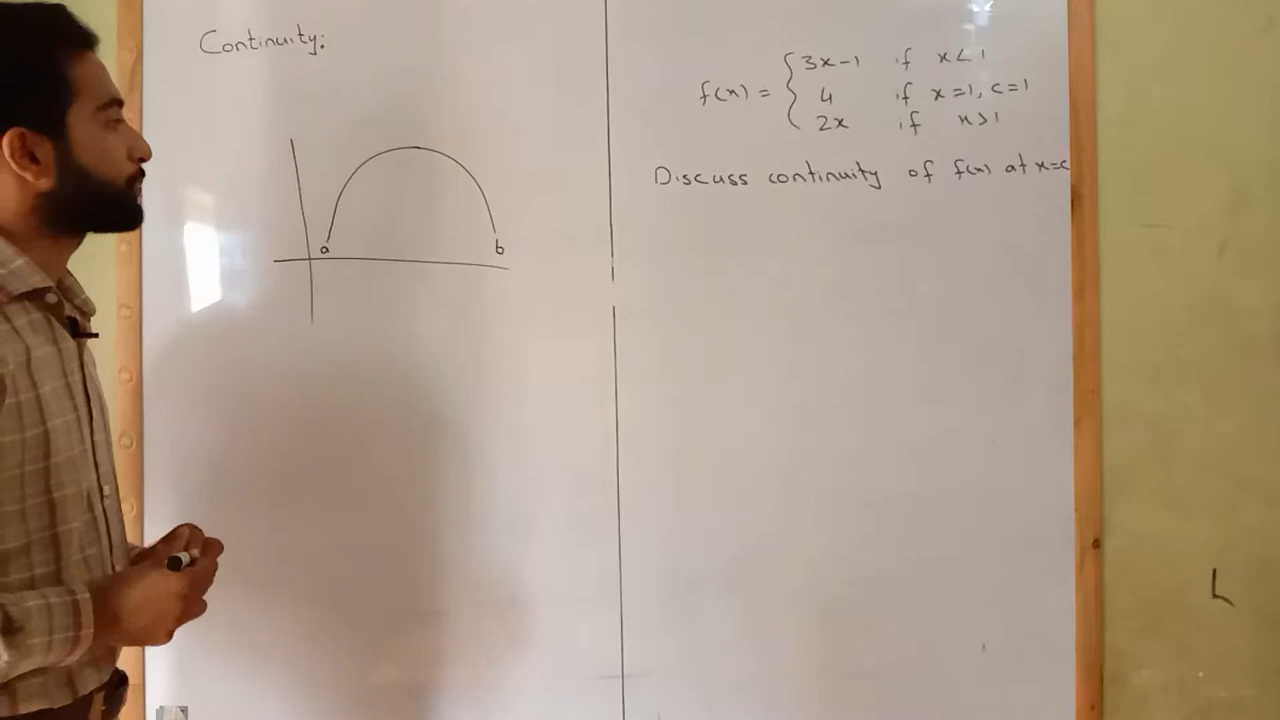 Continuity:
a b
f(x) = { 3x-1 if x<1
4 if x=1, c=1
2x if x>1
Discuss continuity of f(x) at x=c